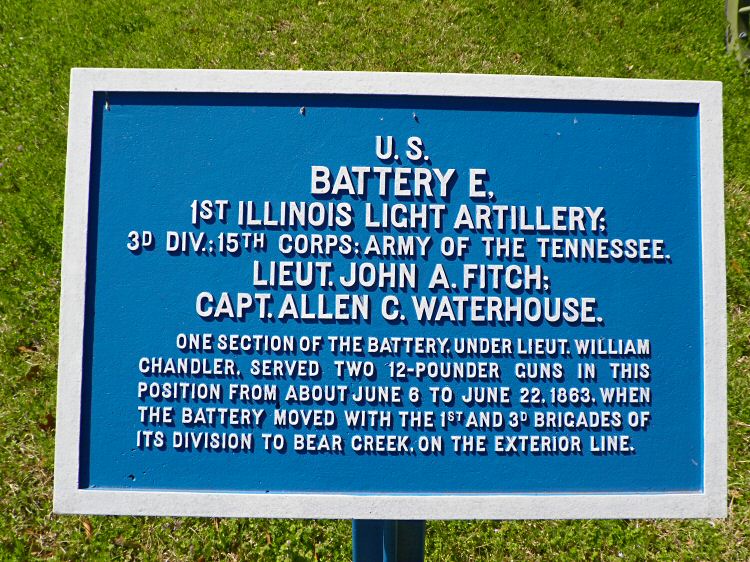 U.S.
BATTERY E,
1ST ILLINOIS LIGHT ARTILLERY;
3D DIV.; 15TH CORPS; ARMY OF THE TENNESSEE.
LIEUT. JOHN A. FITCH;
CAPT. ALLEN C. WATERHOUSE.
ONE SECTION OF THE BATTERY, UNDER LIEUT. WILLIAM
CHANDLER, SERVED TWO 12-POUNDER GUNS IN THIS
POSITION FROM ABOUT JUNE 6 TO JUNE 22, 1863, WHEN
THE BATTERY MOVED WITH THE 1ST AND 3D BRIGADES OF
ITS DIVISION TO BEAR CREEK, ON THE EXTERIOR LINE.